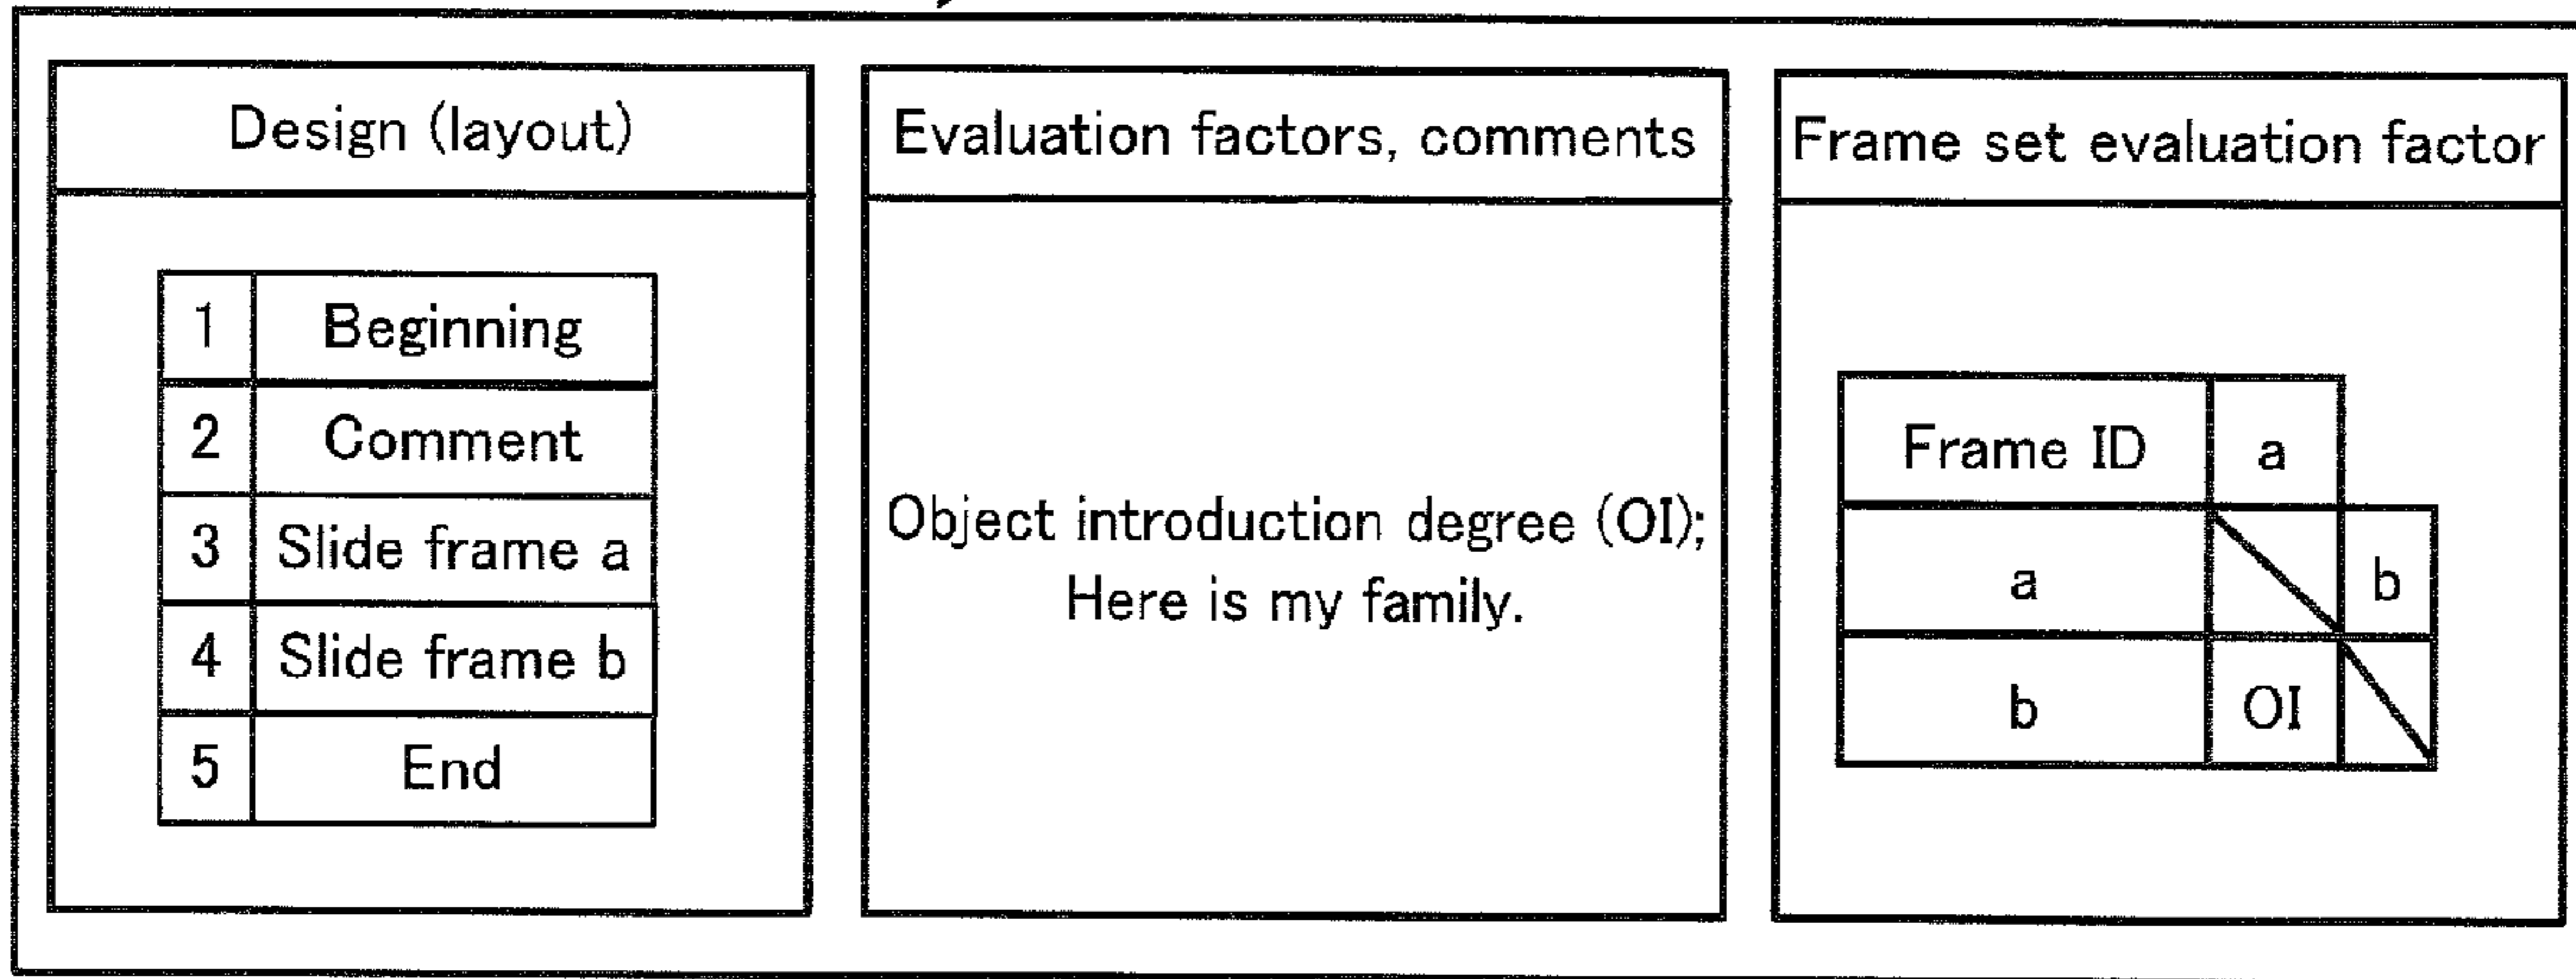 Design (layout)
1 Beginning
2 Comment
3 Slide frame a
4 Slide frame b
5 End
Evaluation factors, comments
Object introduction degree (OI);
Here is my family.
Frame set evaluation factor
Frame ID a
a b
b OI